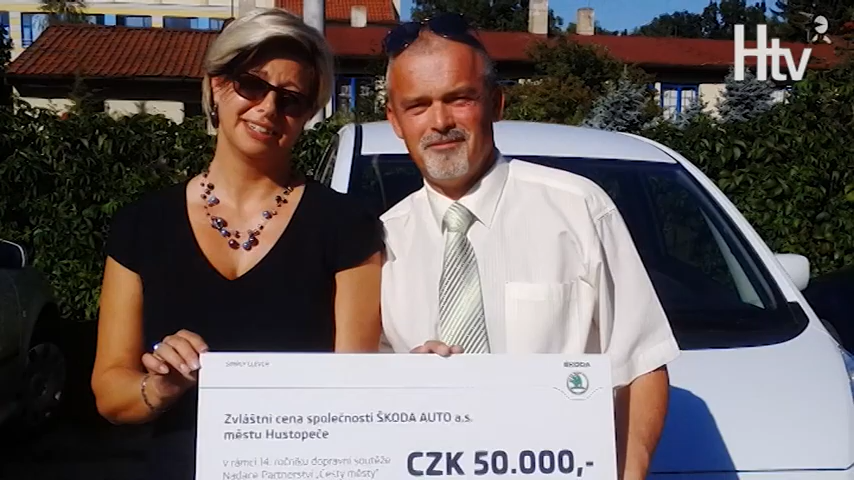 Htv
SIMPLY CLEVER
ŠKODA
Zvláštní cena společnosti ŠKODA AUTO a.s.
městu Hustopeče
v rámci 14. ročníku dopravní soutěže
Nadace Partnerství „Cesty městy"
CZK 50.000,-